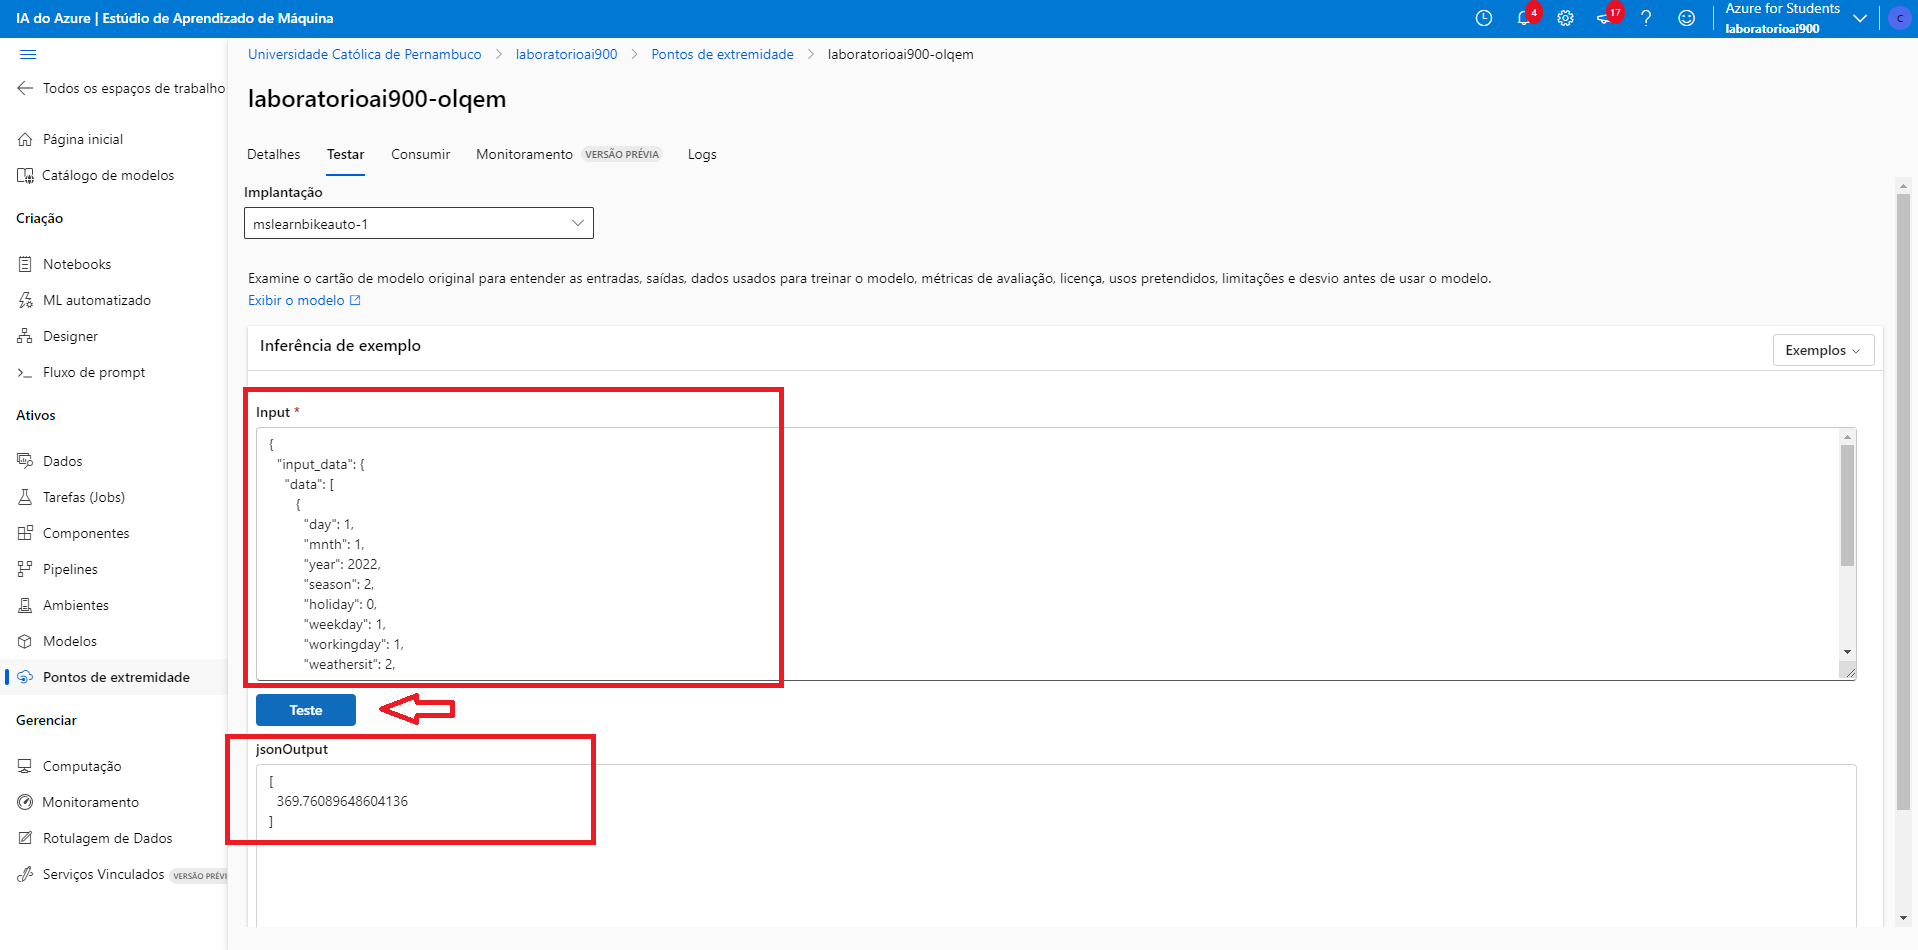 IA do Azure | Estúdio de Aprendizado de Máquina
4
17
Azure for Students
laboratorioai900
C
Todos os espaços de trabalho
Página inicial
Catálogo de modelos
Criação
Notebooks
ML automatizado
Designer
Fluxo de prompt
Ativos
Dados
Tarefas (Jobs)
Componentes
Pipelines
Ambientes
Modelos
Pontos de extremidade
Gerenciar
Computação
Monitoramento
Rotulagem de Dados
Serviços Vinculados VERSÃO PRÉVI
Universidade Católica de Pernambuco > laboratorioai900 > Pontos de extremidade > laboratorioai900-olqem
laboratorioai900-olqem
Detalhes Testar Consumir Monitoramento VERSÃO PRÉVIA Logs
Implantação
mslearnbikeauto-1
Examine o cartão de modelo original para entender as entradas, saídas, dados usados para treinar o modelo, métricas de avaliação, licença, usos pretendidos, limitações e desvio antes de usar o modelo.
Exibir o modelo
Inferência de exemplo
Exemplos
Input *
{
"input_data": {
"data": [
{
"day": 1,
"mnth": 1,
"year": 2022,
"season": 2,
"holiday": 0,
"weekday": 1,
"workingday": 1,
"weathersit": 2,
Teste
jsonOutput
[
369.76089648604136
]